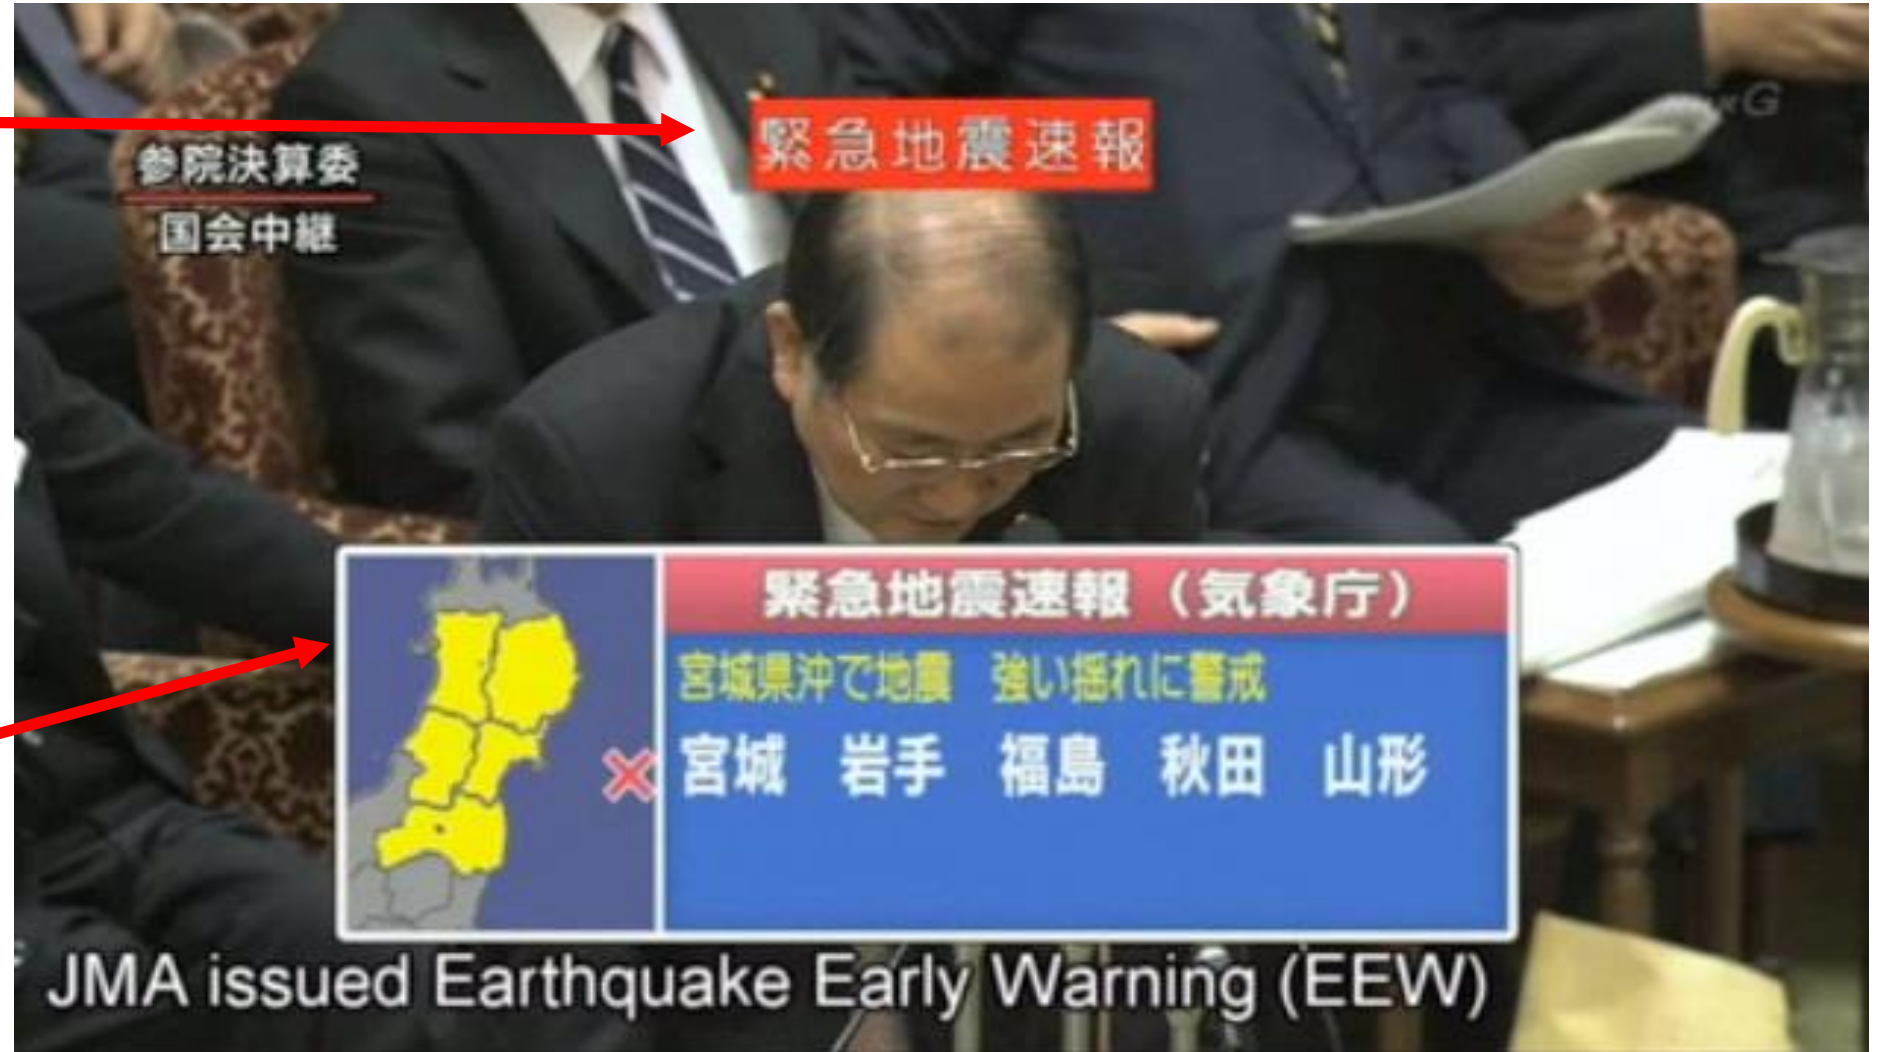 緊急地震速報
参院決算委
国会中継
緊急地震速報（気象庁）
宮城県沖で地震 強い揺れに警戒
宮城 岩手 福島 秋田 山形
JMA issued Earthquake Early Warning (EEW)